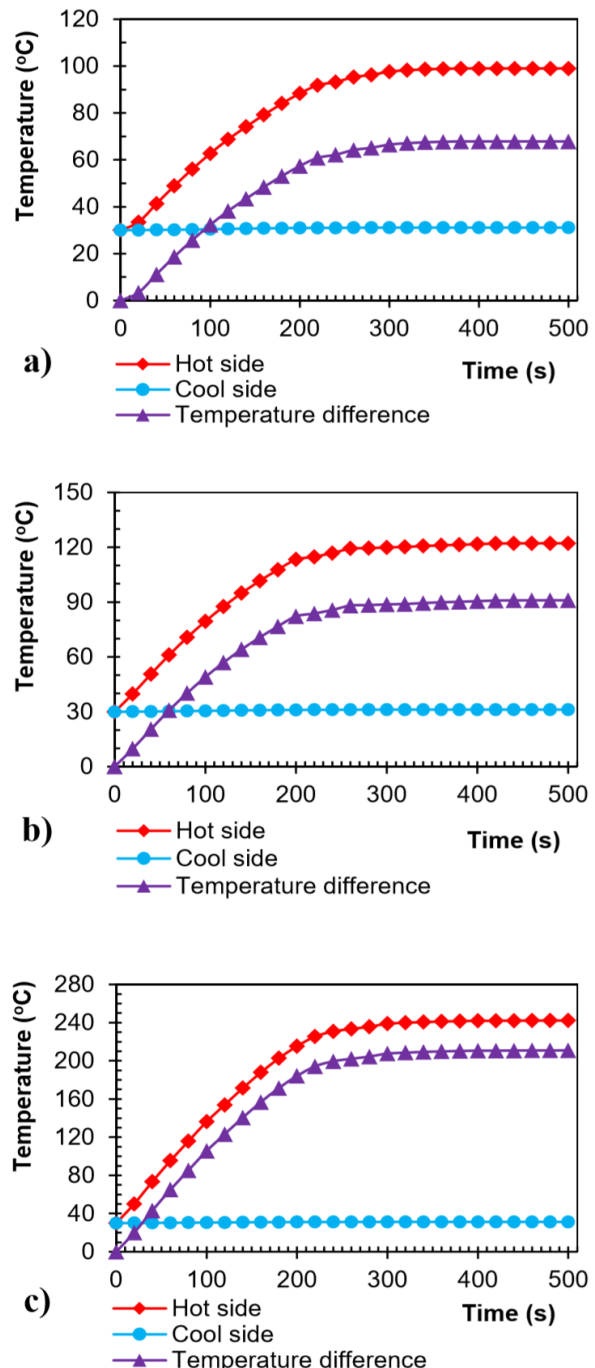 Temperature (ºC)
120
100
80
60
40
20
0
0 100 200 300 400 500
a)
Time (s)
Hot side
Cool side
Temperature difference
Temperature (ºC)
150
120
90
60
30
0
0 100 200 300 400 500
b)
Time (s)
Hot side
Cool side
Temperature difference
Temperature (ºC)
280
240
200
160
120
80
40
0
0 100 200 300 400 500
c)
Time (s)
Hot side
Cool side
Temperature difference